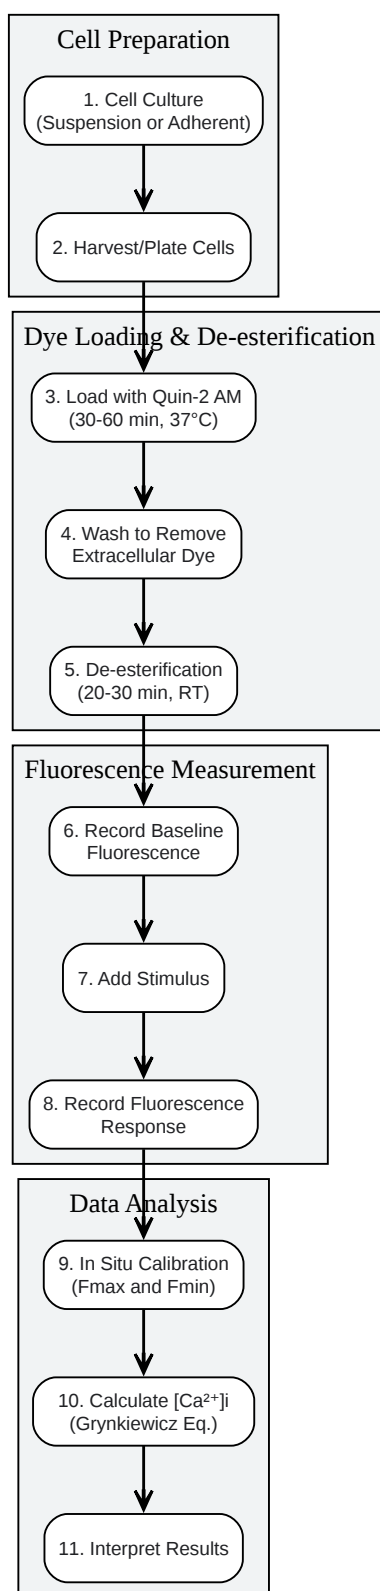 Cell Preparation
1. Cell Culture
(Suspension or Adherent)
2. Harvest/Plate Cells
Dye Loading & De-esterification
3. Load with Quin-2 AM
(30-60 min, 37°C)
4. Wash to Remove
Extracellular Dye
5. De-esterification
(20-30 min, RT)
Fluorescence Measurement
6. Record Baseline
Fluorescence
7. Add Stimulus
8. Record Fluorescence
Response
Data Analysis
9. In Situ Calibration
(Fmax and Fmin)
10. Calculate [Ca²⁺]i
(Grynkiewicz Eq.)
11. Interpret Results